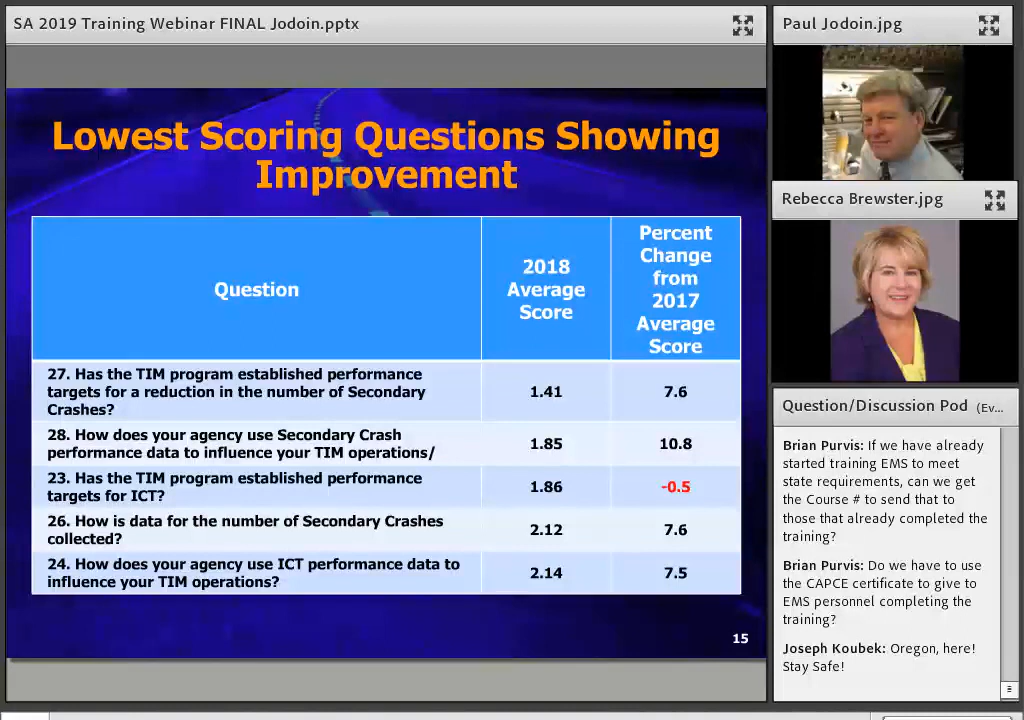 SA 2019 Training Webinar FINAL Jodoin.pptx
Lowest Scoring Questions Showing
Improvement
Question
2018
Average
Score
Percent
Change
from
2017
Average
Score
27. Has the TIM program established performance
targets for a reduction in the number of Secondary
Crashes?
1.41
7.6
28. How does your agency use Secondary Crash
performance data to influence your TIM operations/
1.85
10.8
23. Has the TIM program established performance
targets for ICT?
1.86
-0.5
26. How is data for the number of Secondary Crashes
collected?
2.12
7.6
24. How does your agency use ICT performance data to
influence your TIM operations?
2.14
7.5
15
Paul Jodoin.jpg
Rebecca Brewster.jpg
Question/Discussion Pod (Ev...
Brian Purvis: If we have already
started training EMS to meet
state requirements, can we get
the Course # to send that to
those that already completed the
training?
Brian Purvis: Do we have to use
the CAPCE certificate to give to
EMS personnel completing the
training?
Joseph Koubek: Oregon, here!
Stay Safe!